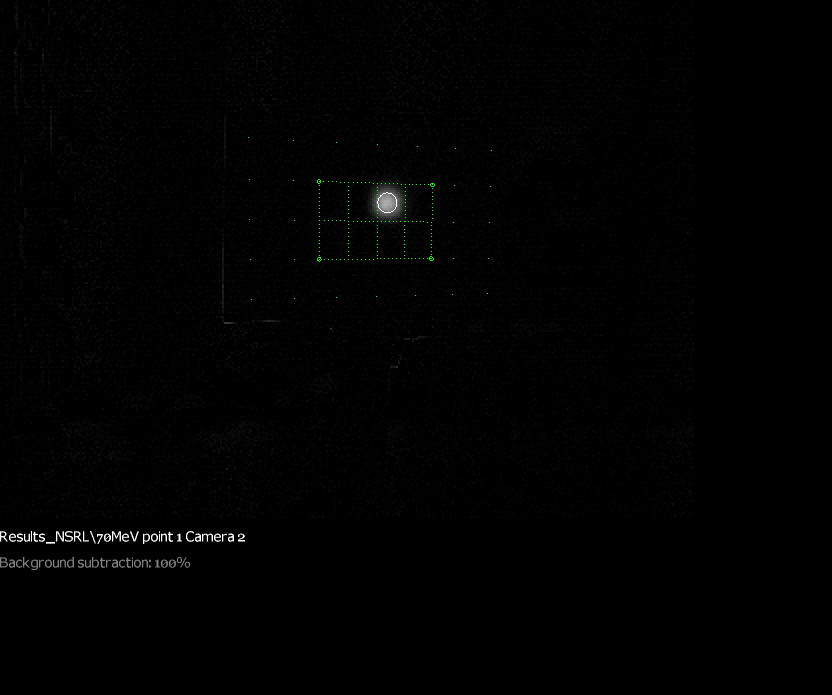 Results_NSRL\70MeV point 1 Camera 2
Background subtraction: 100%